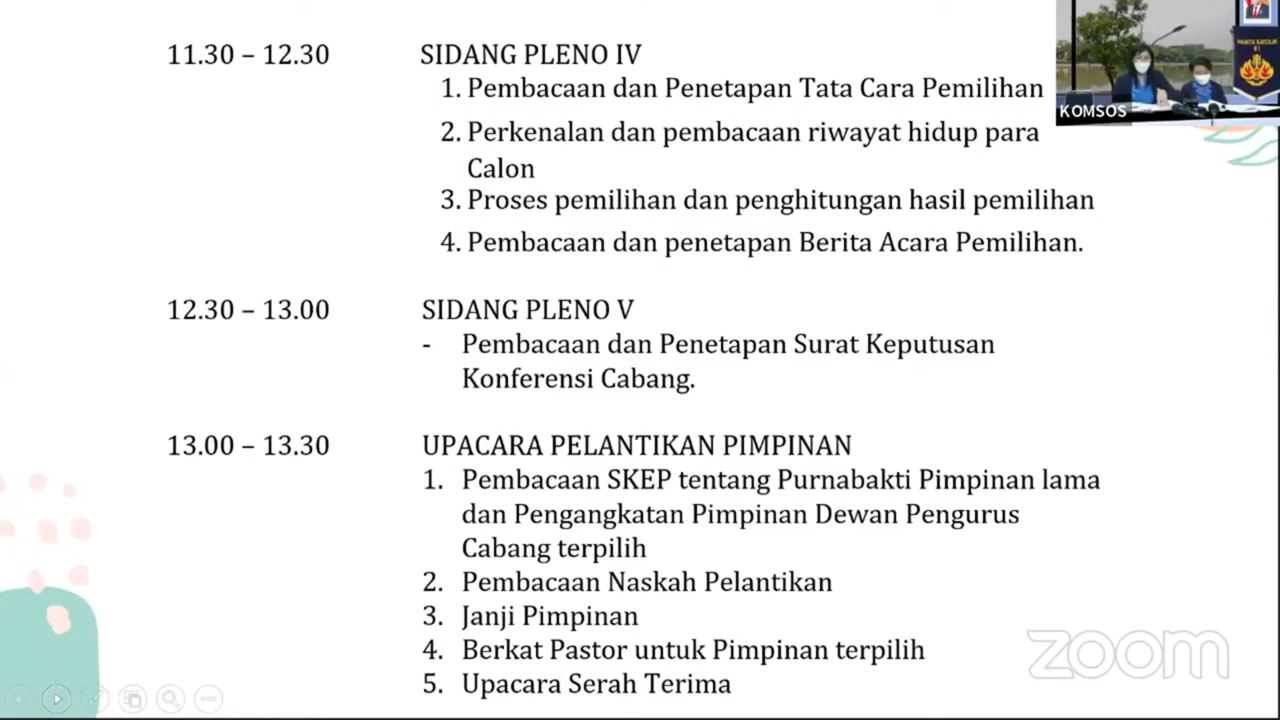 11.30 – 12.30 SIDANG PLENO IV
1. Pembacaan dan Penetapan Tata Cara Pemilihan
2. Perkenalan dan pembacaan riwayat hidup para
Calon
3. Proses pemilihan dan penghitungan hasil pemilihan
4. Pembacaan dan penetapan Berita Acara Pemilihan.
KOMSOS
12.30 – 13.00 SIDANG PLENO V
- Pembacaan dan Penetapan Surat Keputusan
Konferensi Cabang.
13.00 – 13.30 UPACARA PELANTIKAN PIMPINAN
1. Pembacaan SKEP tentang Purnabakti Pimpinan lama
dan Pengangkatan Pimpinan Dewan Pengurus
Cabang terpilih
2. Pembacaan Naskah Pelantikan
3. Janji Pimpinan
4. Berkat Pastor untuk Pimpinan terpilih
5. Upacara Serah Terima
zoom